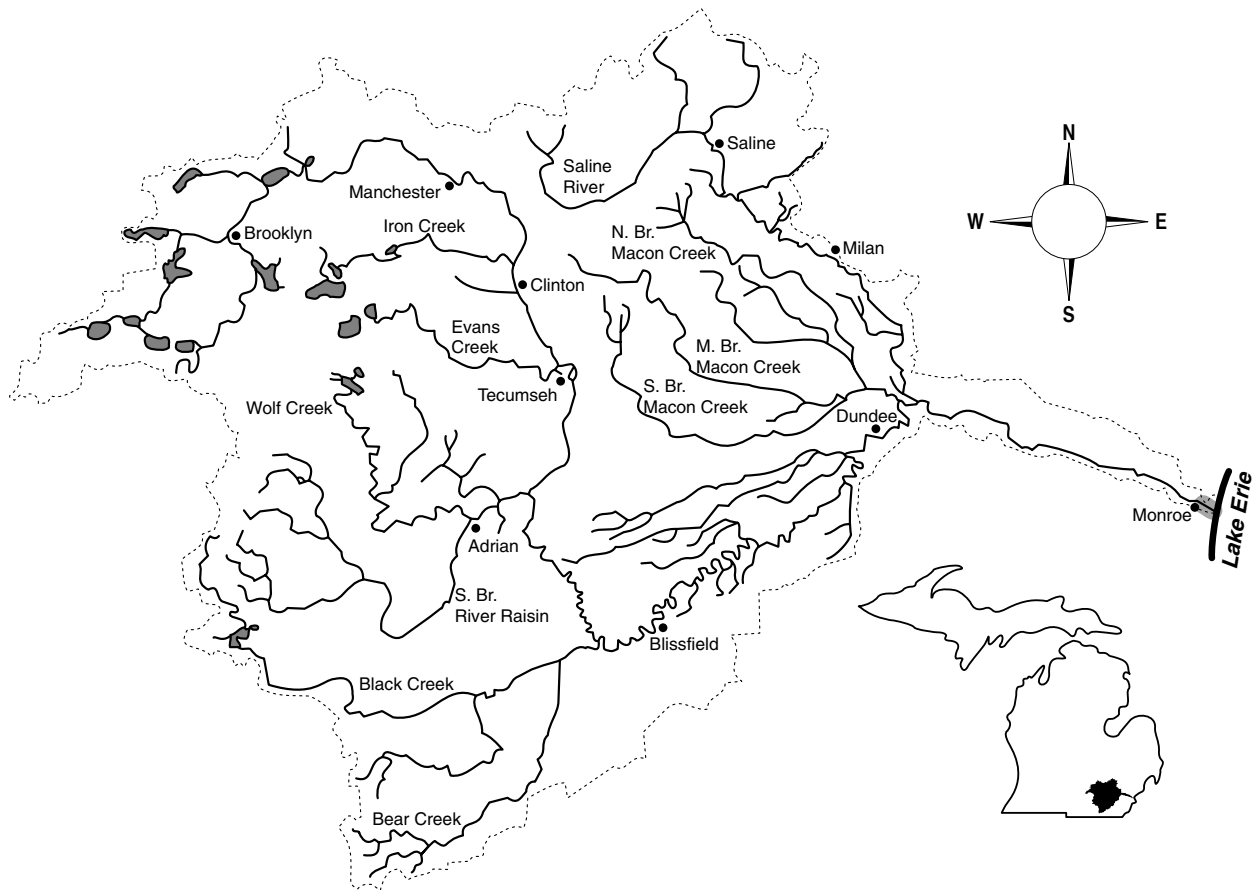 N
Saline
Saline
River
W
E
Manchester
Iron Creek
Brooklyn
N. Br.
Macon Creek
Milan
Clinton
S
Evans
Creek
M. Br.
Macon Creek
Tecumseh
S. Br.
Macon Creek
Wolf Creek
Dundee
Monroe
Lake Erie
Adrian
S. Br.
River Raisin
Blissfield
Black Creek
Bear Creek